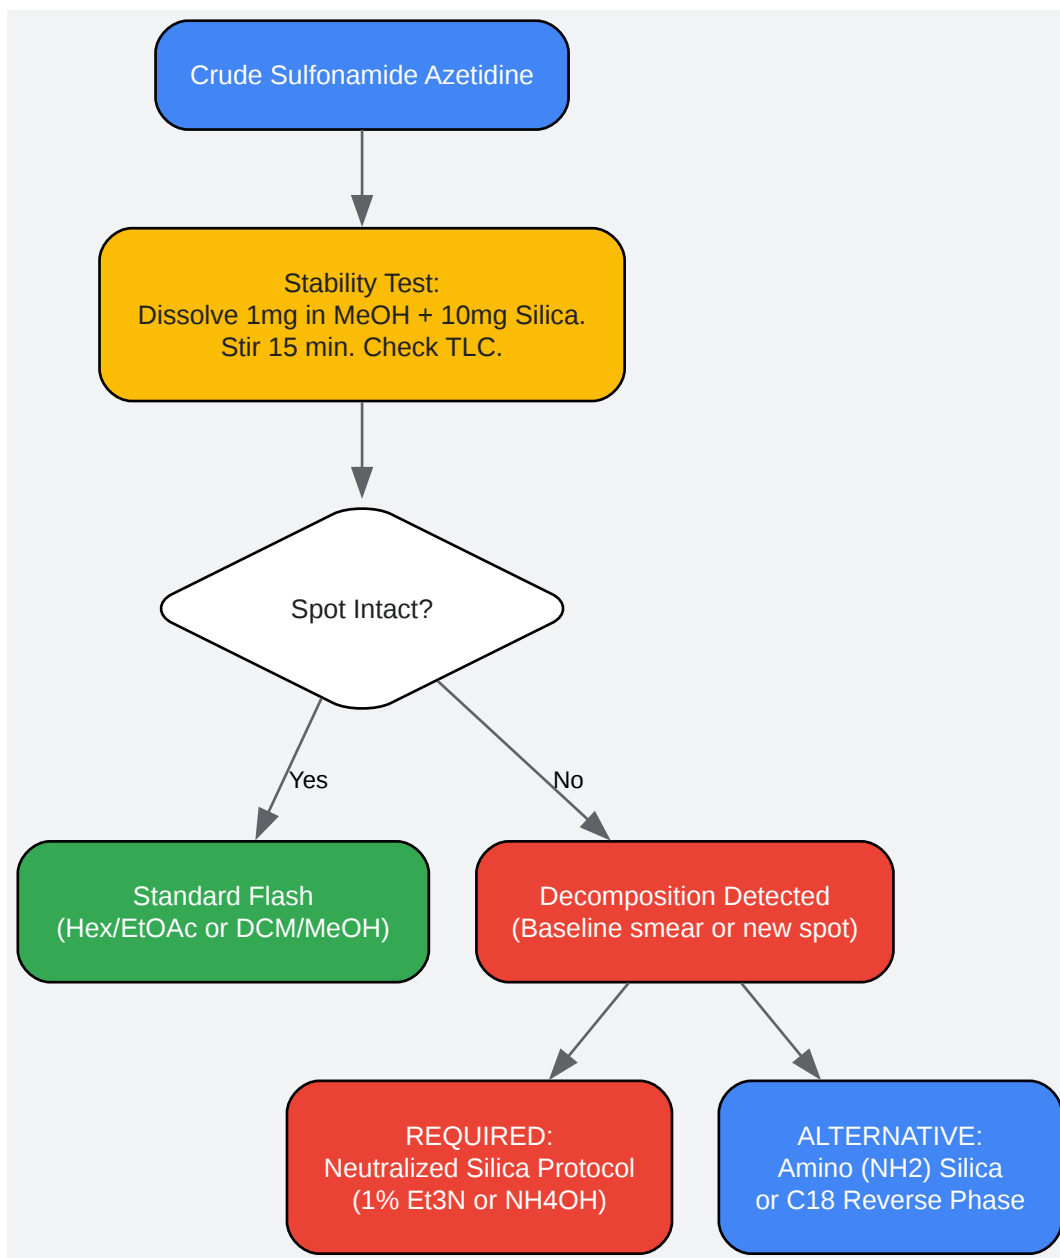 Crude Sulfonamide Azetidine
Stability Test:
Dissolve 1mg in MeOH + 10mg Silica.
Stir 15 min. Check TLC.
Spot Intact?
Yes
No
Standard Flash
(Hex/EtOAc or DCM/MeOH)
Decomposition Detected
(Baseline smear or new spot)
REQUIRED:
Neutralized Silica Protocol
(1% Et3N or NH4OH)
ALTERNATIVE:
Amino (NH2) Silica
or C18 Reverse Phase